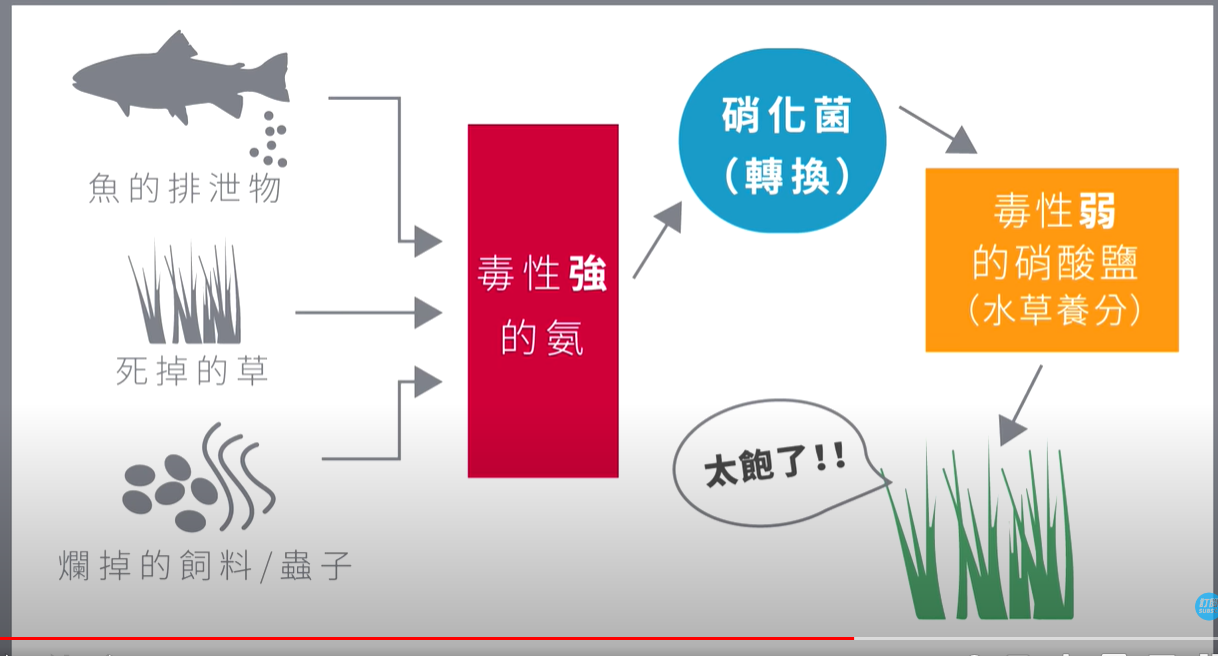 魚的排泄物
死掉的草
爛掉的飼料/蟲子
毒性強
的氨
硝化菌
（轉換）
毒性弱
的硝酸鹽
（水草養分）
太飽了!!